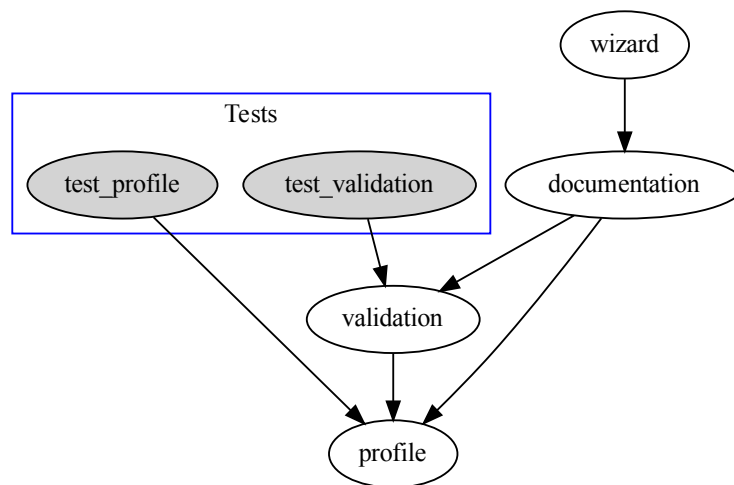 wizard
Tests
test_profile
test_validation
documentation
validation
profile